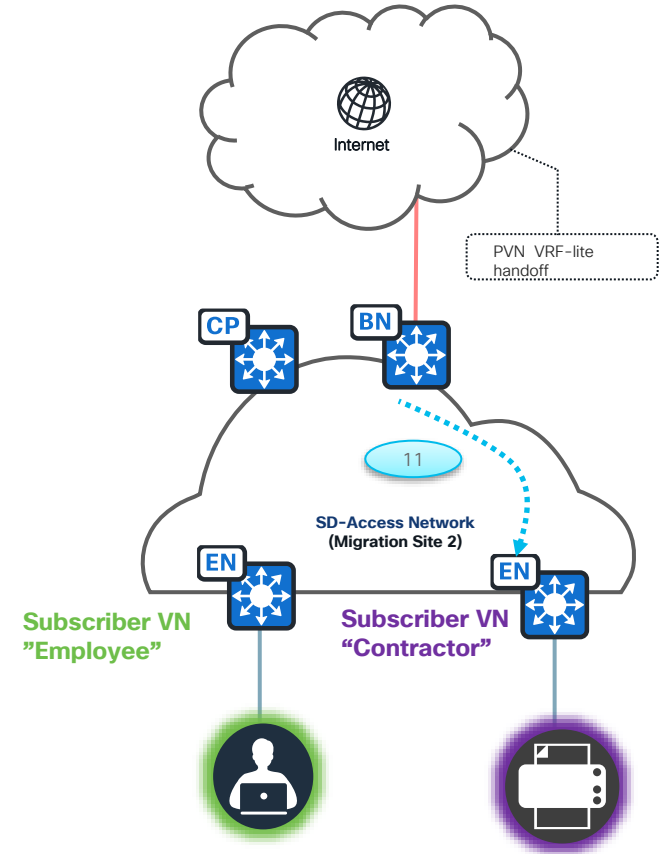 Internet
PVN VRF-lite
handoff
CP
BN
11
SD-Access Network
(Migration Site 2)
EN
EN
Subscriber VN
”Employee”
Subscriber VN
“Contractor”